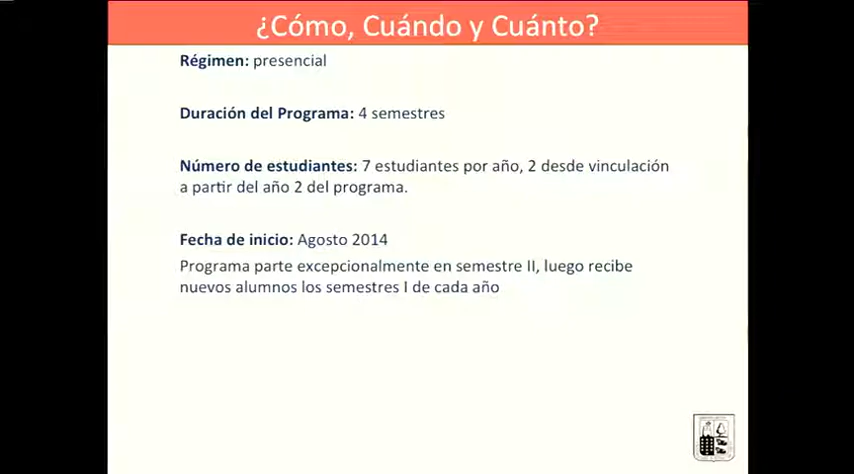 ¿Cómo, Cuándo y Cuánto?
Régimen: presencial
Duración del Programa: 4 semestres
Número de estudiantes: 7 estudiantes por año, 2 desde vinculación
a partir del año 2 del programa.
Fecha de inicio: Agosto 2014
Programa parte excepcionalmente en semestre II, luego recibe
nuevos alumnos los semestres I de cada año